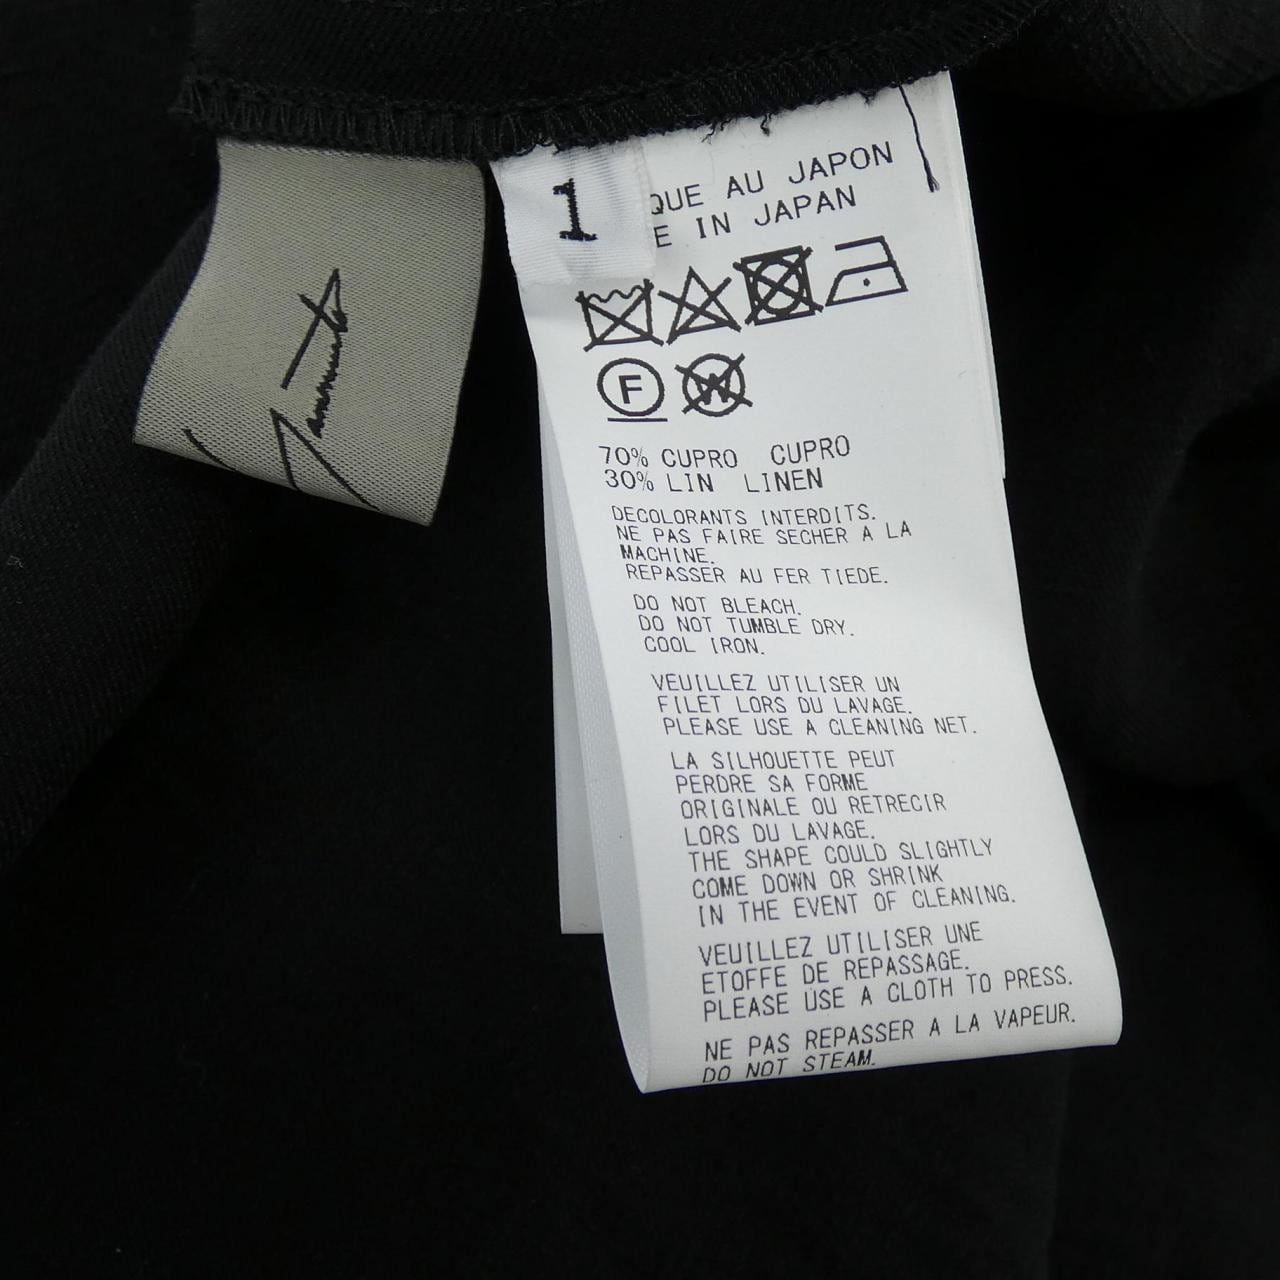 1
QUE AU JAPON
E IN JAPAN
F
W
70% CUPRO CUPRO
30% LIN LINEN
DECOLORANTS INTERDITS.
NE PAS FAIRE SECHER A LA
MACHINE.
REPASSER AU FER TIEDE.
DO NOT BLEACH.
DO NOT TUMBLE DRY.
COOL IRON.
VEUILLEZ UTILISER UN
FILET LORS DU LAVAGE.
PLEASE USE A CLEANING NET.
LA SILHOUETTE PEUT
PERDRE SA FORME
ORIGINALE OU RETRECIR
LORS DU LAVAGE.
THE SHAPE COULD SLIGHTLY
COME DOWN OR SHRINK
IN THE EVENT OF CLEANING.
VEUILLEZ UTILISER UNE
ETOFFE DE REPASSAGE.
PLEASE USE A CLOTH TO PRESS.
NE PAS REPASSER A LA VAPEUR.
DO NOT STEAM.